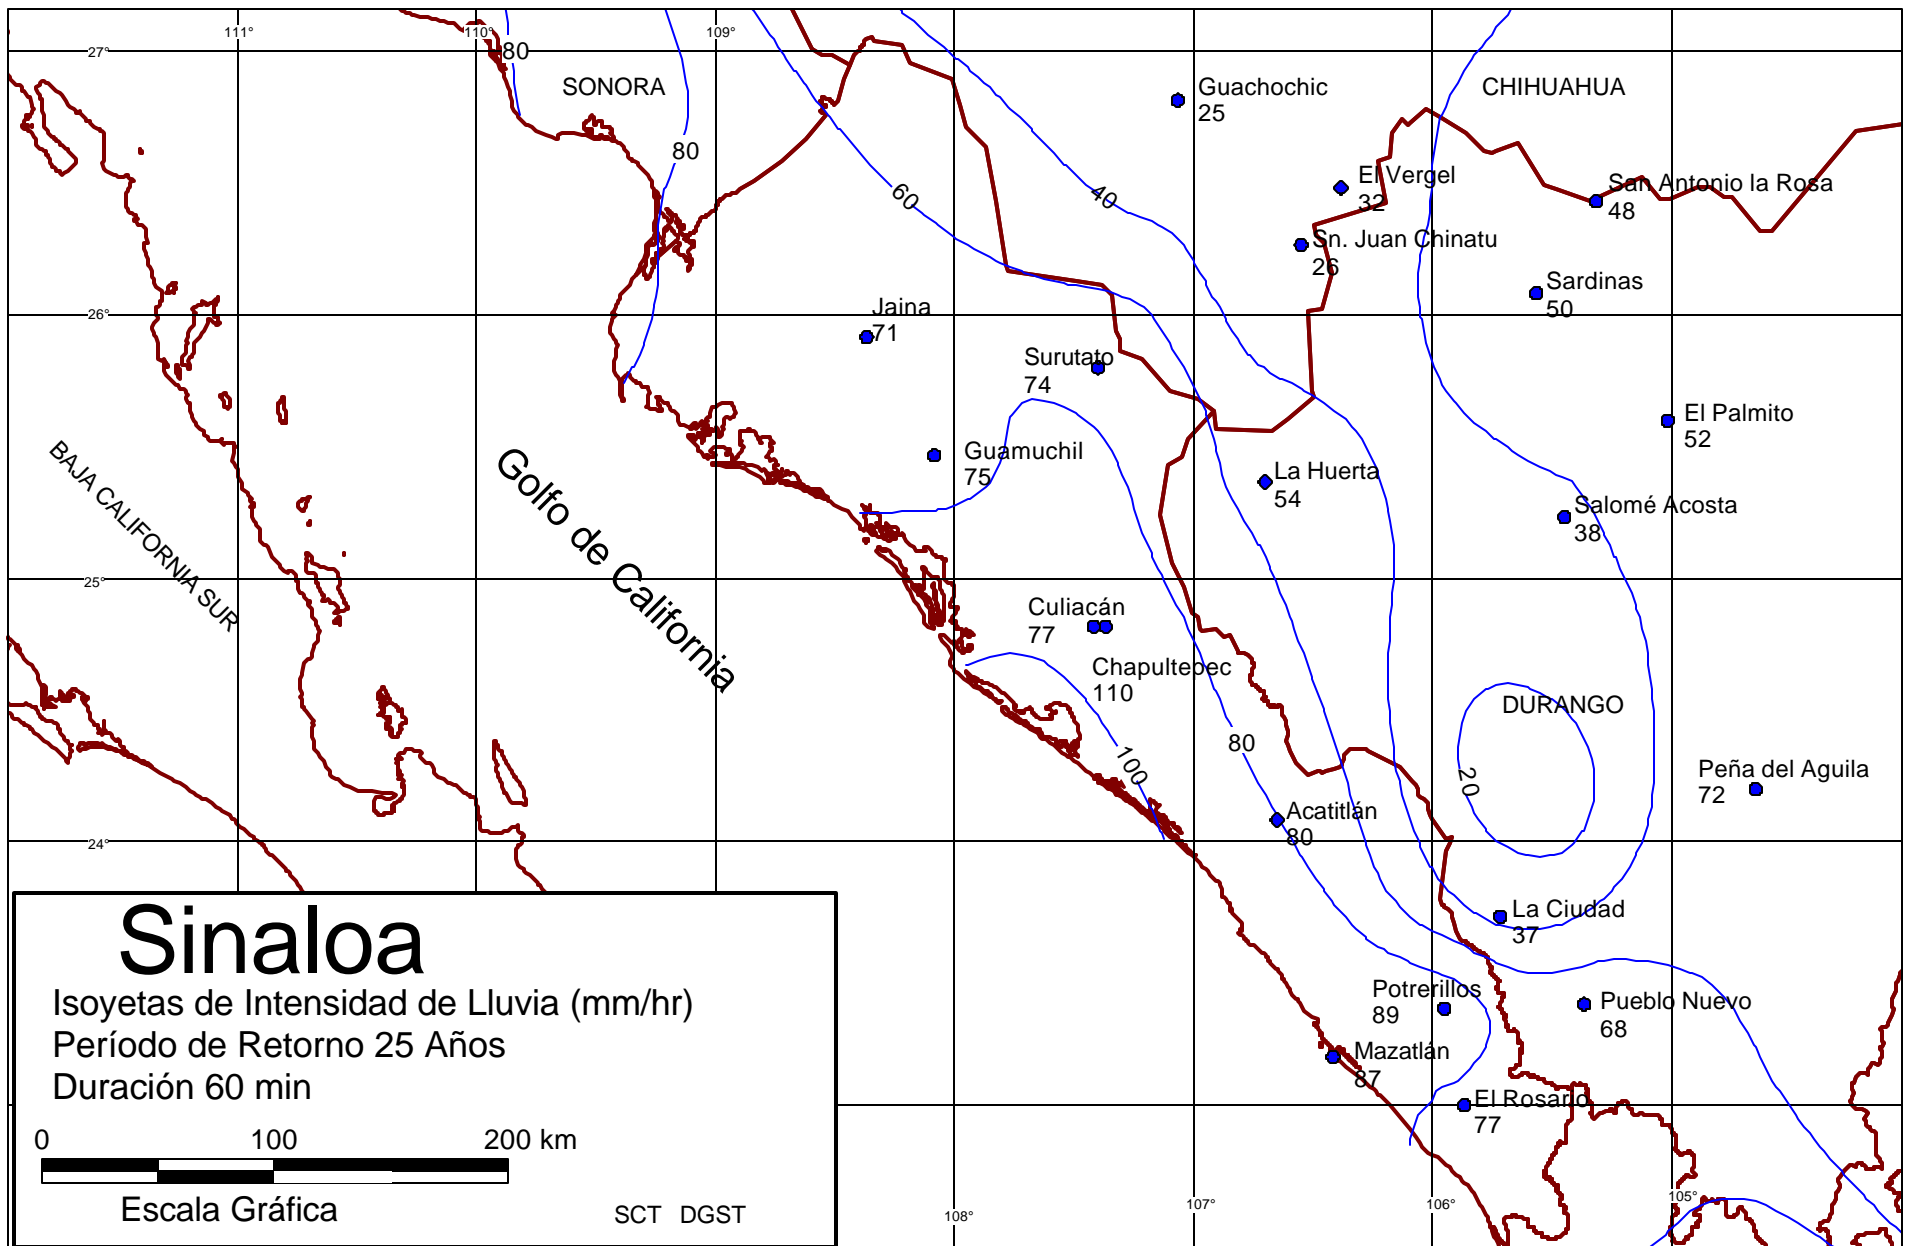 111°
110°
109°
27°
80
SONORA
Guachochic
25
CHIHUAHUA
80
60
40
El Vergel
32
San Antonio la Rosa
48
Sn. Juan Chinatu
26
Sardinas
50
26°
Jaina
71
Surutato
74
El Palmito
52
BAJA CALIFORNIA SUR
Golfo de California
Guamuchil
75
La Huerta
54
Salomé Acosta
38
25°
Culiacán
77
Chapultepec
110
DURANGO
80
100
20
Peña del Aguila
72
Acatitlán
80
24°
La Ciudad
37
Potrerillos
89
Pueblo Nuevo
68
Mazatlán
87
El Rosario
77
Sinaloa
Isoyetas de Intensidad de Lluvia (mm/hr)
Período de Retorno 25 Años
Duración 60 min
0 100 200 km
Escala Gráfica
SCT DGST
108°
107°
106°
105°